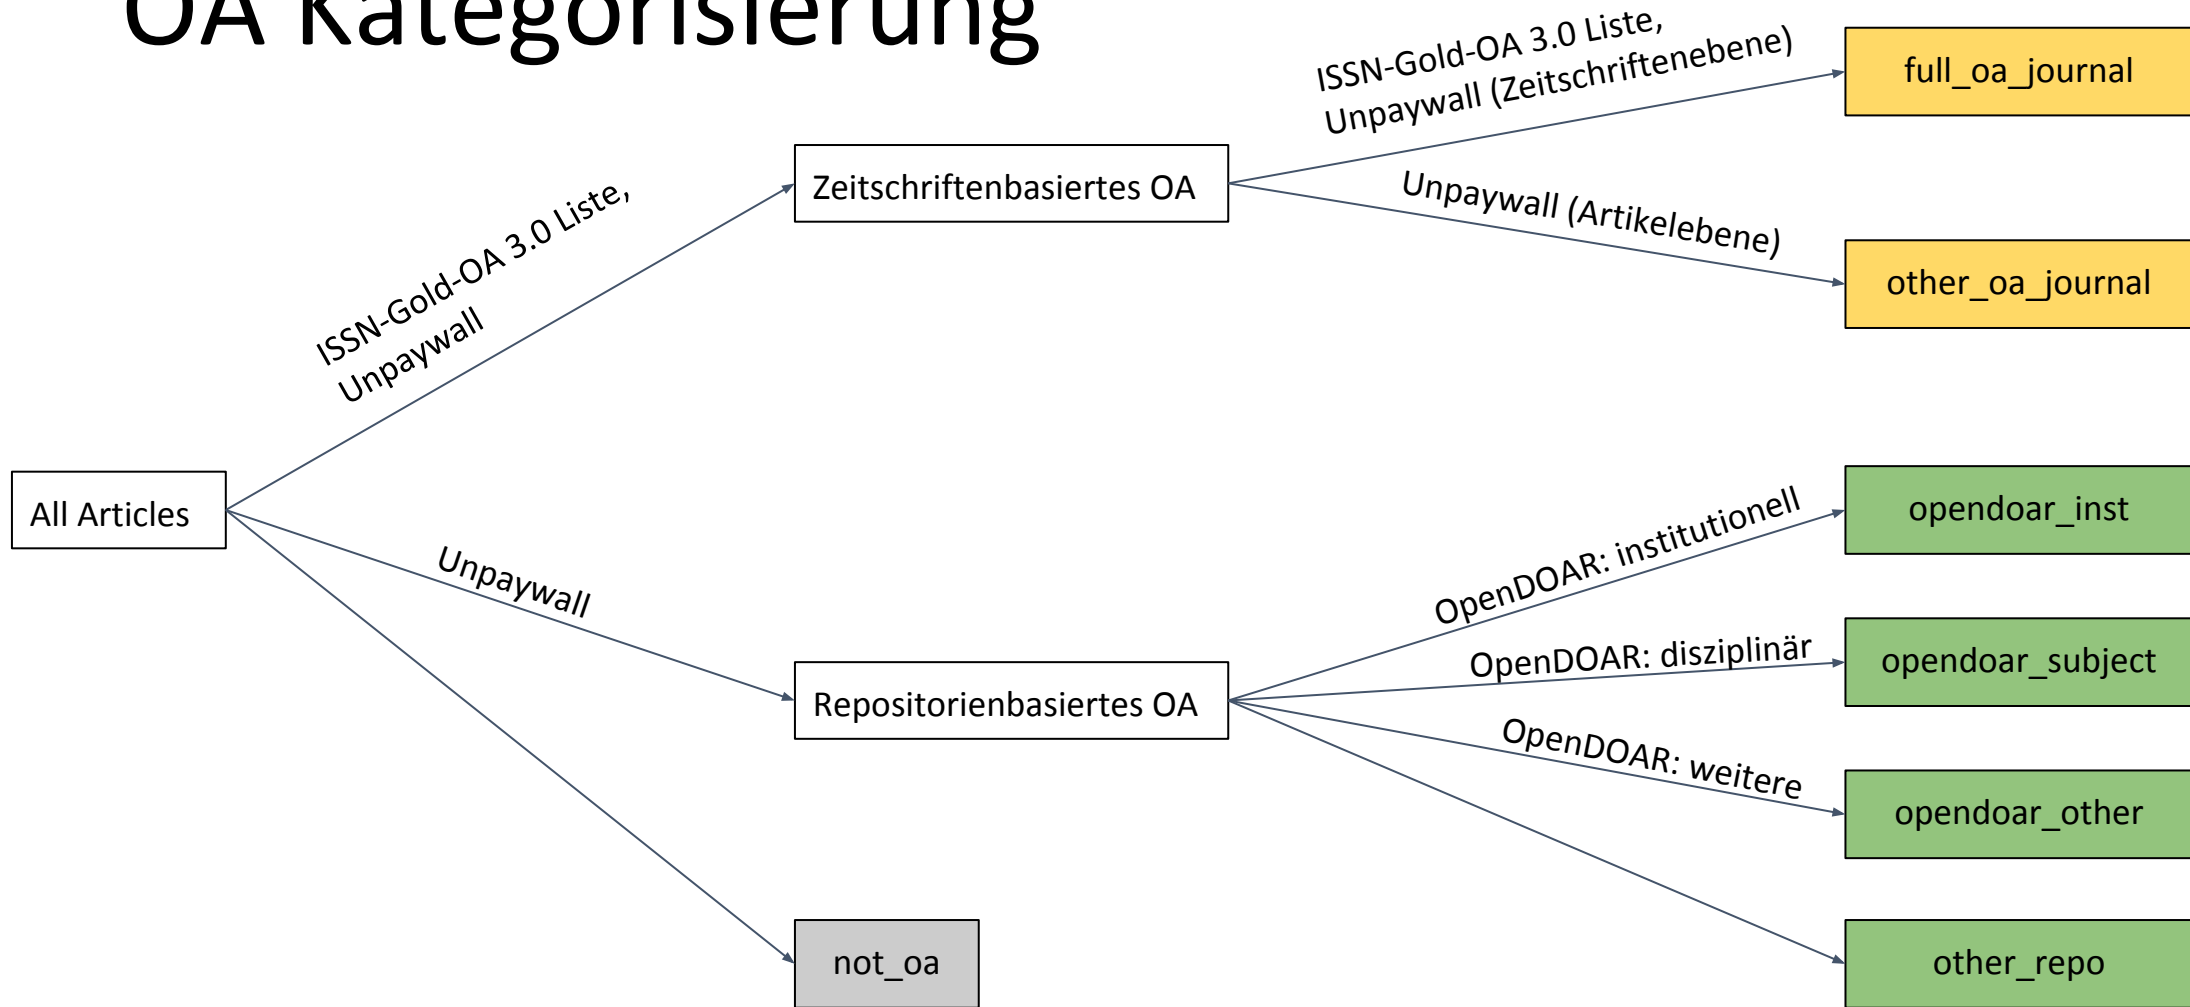 OA Kategorisierung
ISSN-Gold-OA 3.0 Liste,
Unpaywall (Zeitschriftenebene)
full_oa_journal
Zeitschriftenbasiertes OA
Unpaywall (Artikelebene)
other_oa_journal
ISSN-Gold-OA 3.0 Liste,
Unpaywall
All Articles
Unpaywall
Repositorienbasiertes OA
OpenDOAR: institutionell
opendoar_inst
OpenDOAR: disziplinär
opendoar_subject
OpenDOAR: weitere
opendoar_other
not_oa
other_repo